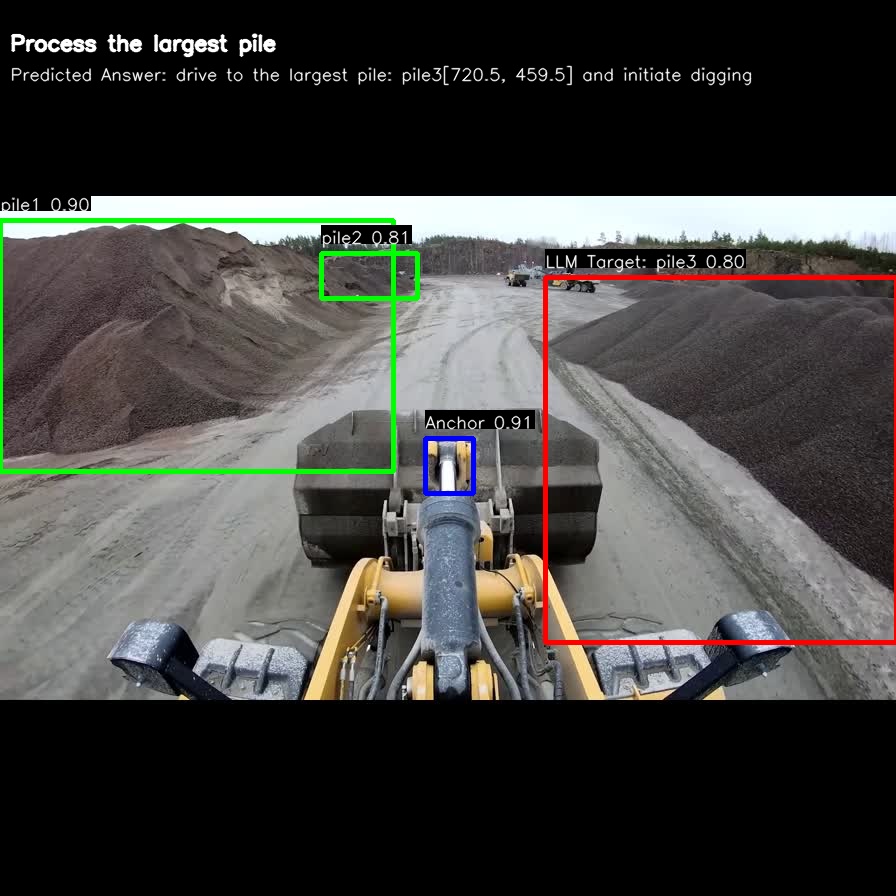 Process the largest pile
Predicted Answer: drive to the largest pile: pile3[720.5, 459.5] and initiate digging
pile1 0.90
pile2 0.81
LLM Target: pile3 0.80
Anchor 0.91